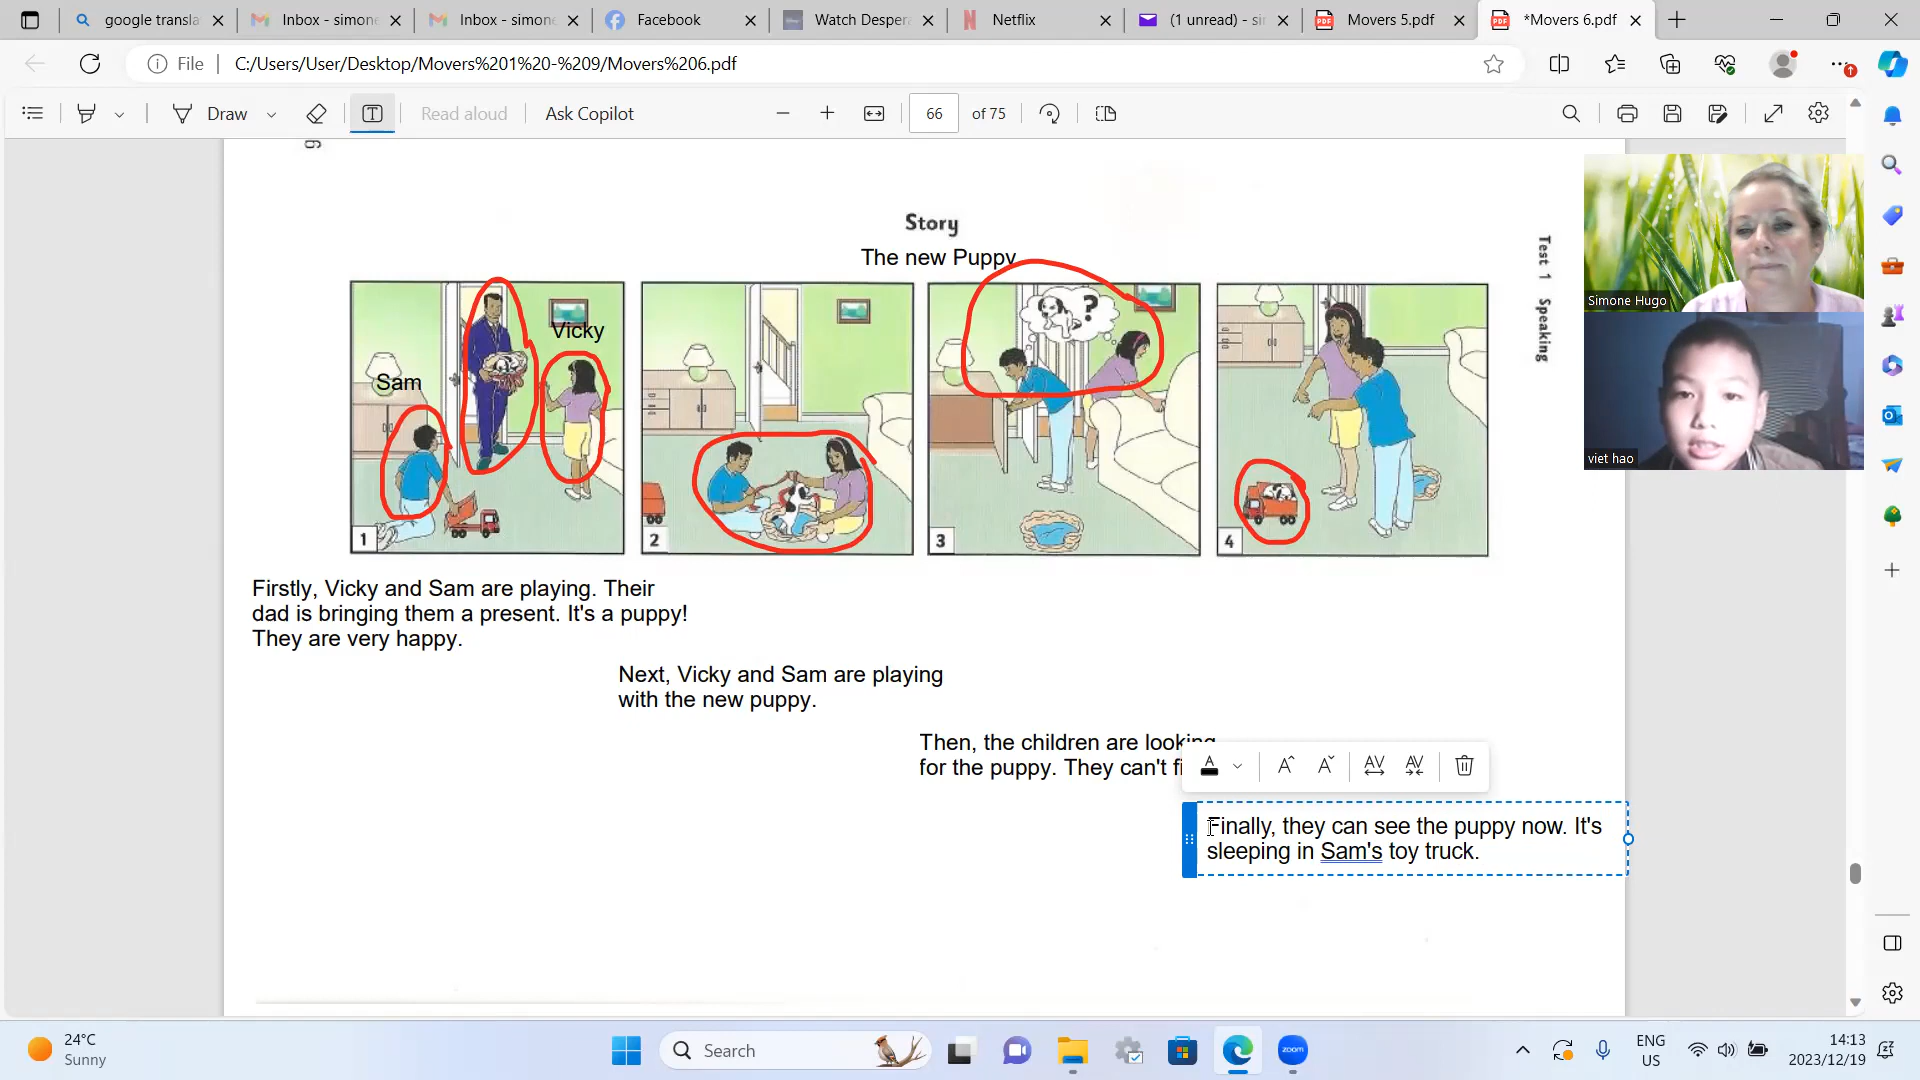 google transla
Inbox - simone
Inbox - simone
Facebook
Watch Desper
Netflix
(1 unread) - si
Movers 5.pdf
*Movers 6.pdf
File
C:/Users/User/Desktop/Movers%201%20-%209/Movers%206.pdf
Draw
Read aloud
Ask Copilot
66 of 75
Story
The new Puppy
Test 1 Speaking
Vicky
Sam
?
1
2
3
4
Firstly, Vicky and Sam are playing. Their
dad is bringing them a present. It's a puppy!
They are very happy.
Next, Vicky and Sam are playing
with the new puppy.
Then, the children are looking
for the puppy. They can't fi
Finally, they can see the puppy now. It's
sleeping in Sam's toy truck.
Simone Hugo
viet hao
24°C
Sunny
Search
zoom
ENG
US
14:13
2023/12/19